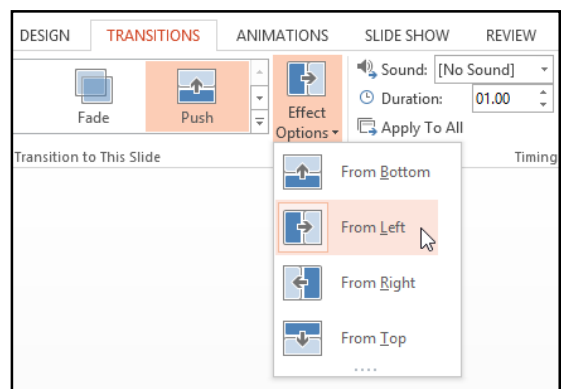 DESIGN TRANSITIONS ANIMATIONS SLIDE SHOW REVIEW
Fade Push Effect Options Sound: [No Sound]
Duration: 01.00
Apply To All
Transition to This Slide Timing
From Bottom
From Left
From Right
From Top